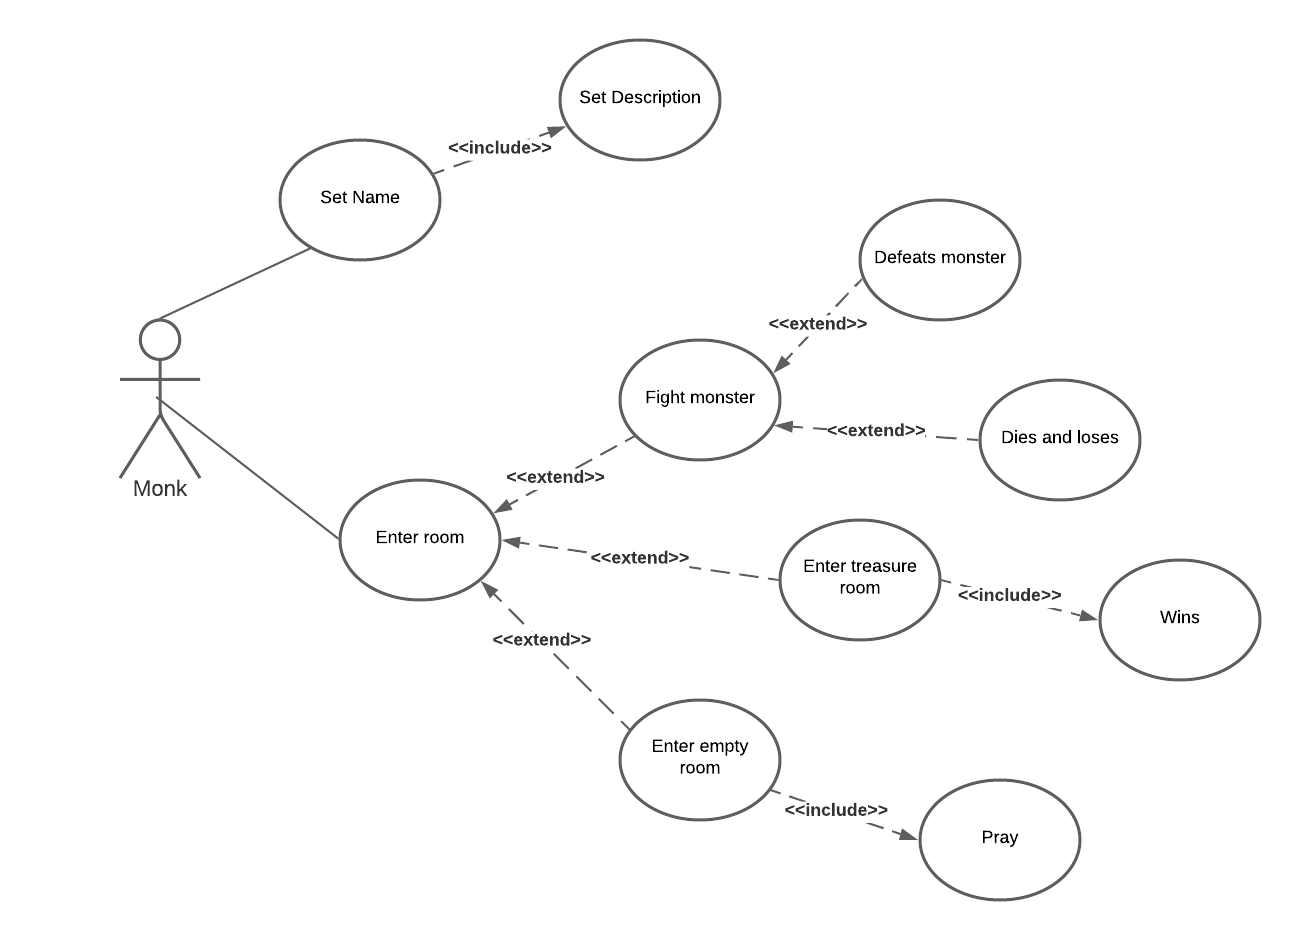 Set Description
<<include>>
Set Name
Defeats monster
<<extend>>
Fight monster
<<extend>>
Dies and loses
<<extend>>
Monk
Enter room
<<extend>>
Enter treasure
room
<<include>>
Wins
<<extend>>
Enter empty
room
<<include>>
Pray